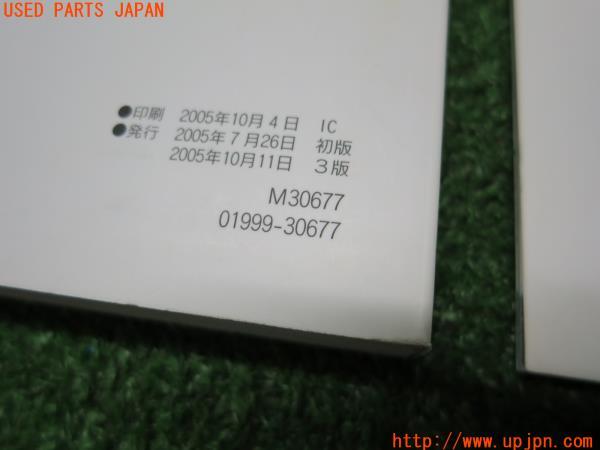 USED PARTS JAPAN
●印刷 2005年10月4日 IC
●発行 2005年7月26日 初版
2005年10月11日 3版
M30677
01999-30677
http://www.upjpn.com/